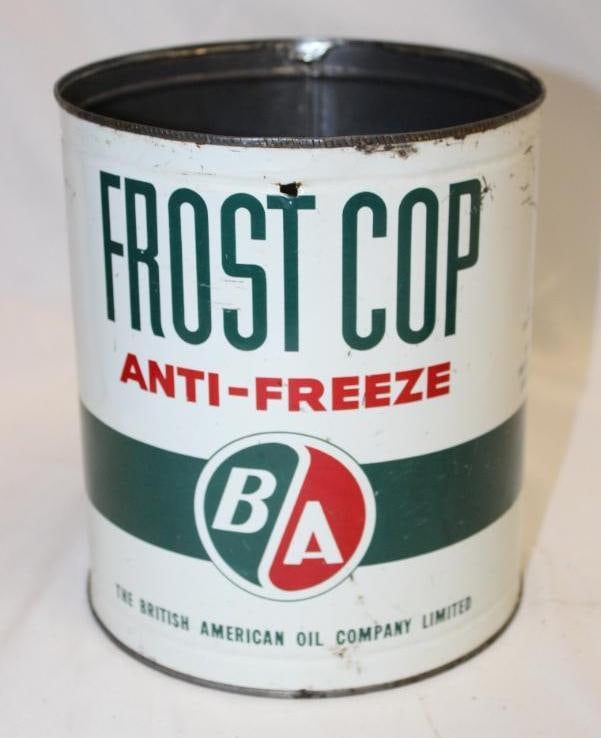 FROST COP
ANTI-FREEZE
BA
THE BRITISH AMERICAN OIL COMPANY LIMITED